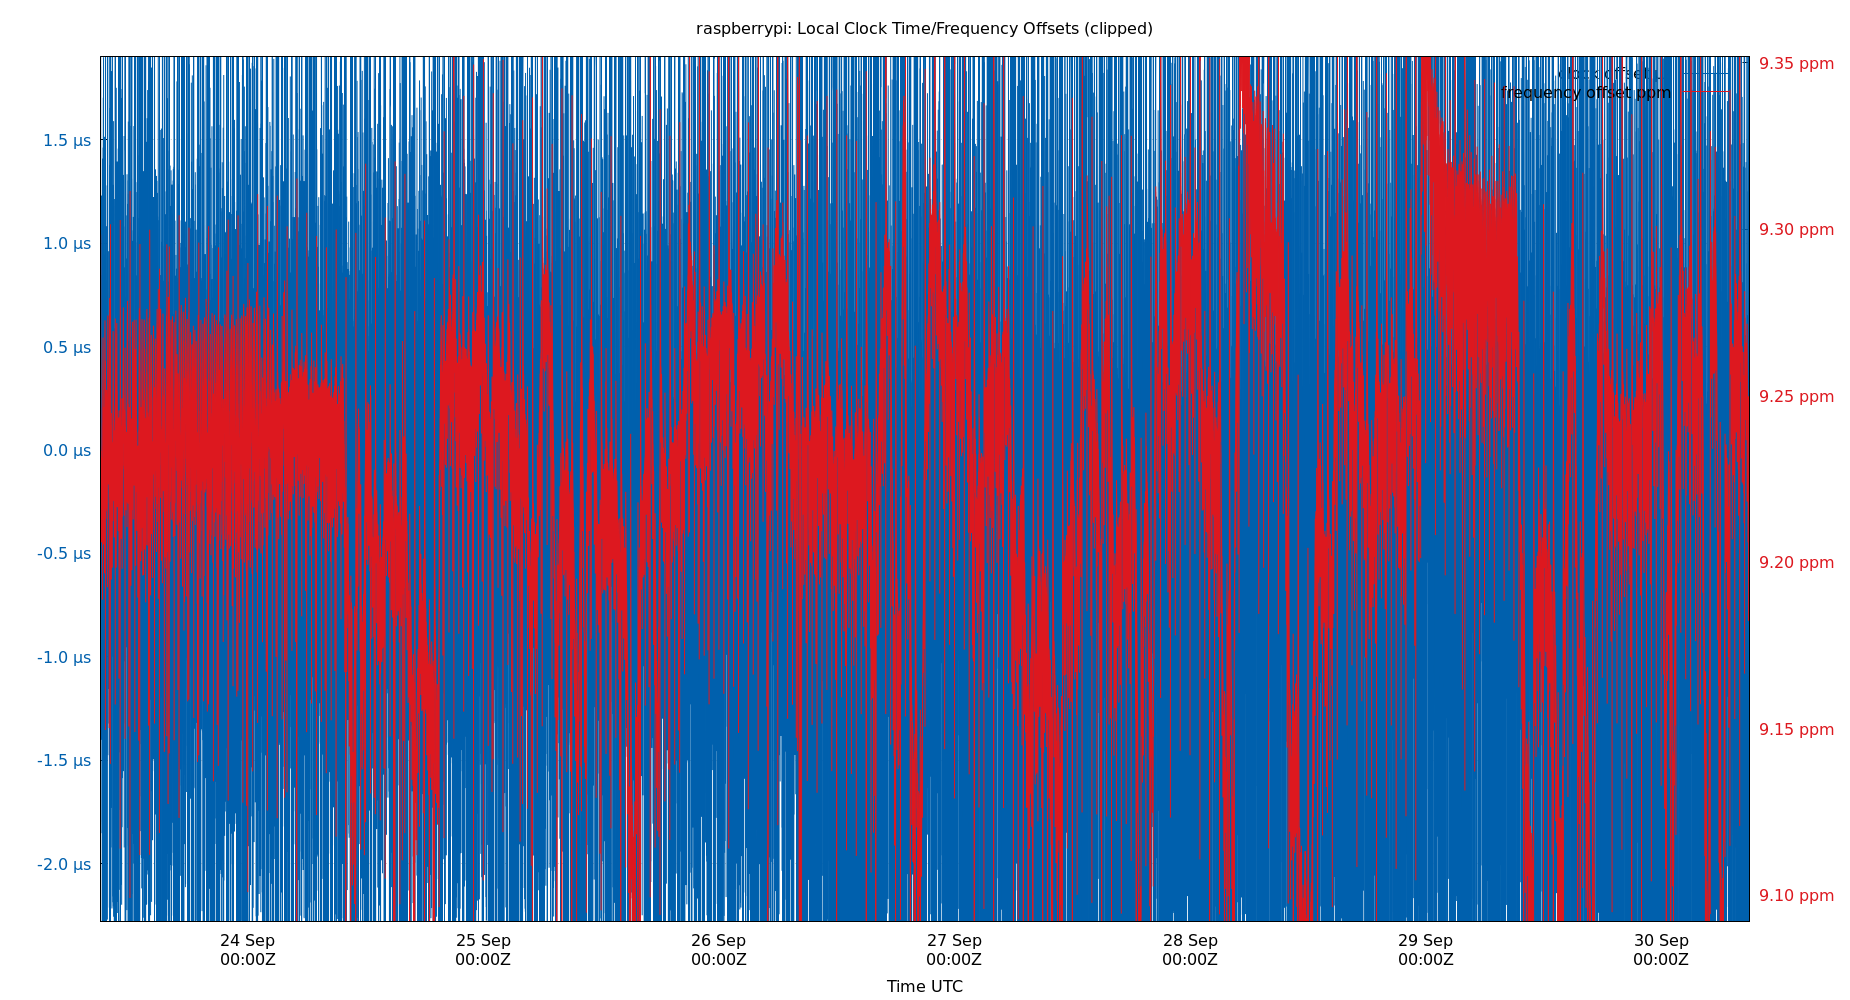 raspberrypi: Local Clock Time/Frequency Offsets (clipped)
9.35 ppm
clock offset
frequency offset ppm
1.5 µs
1.0 µs
9.30 ppm
0.5 µs
9.25 ppm
0.0 µs
-0.5 µs
9.20 ppm
-1.0 µs
9.15 ppm
-1.5 µs
-2.0 µs
9.10 ppm
24 Sep
00:00Z
25 Sep
00:00Z
26 Sep
00:00Z
27 Sep
00:00Z
28 Sep
00:00Z
29 Sep
00:00Z
30 Sep
00:00Z
Time UTC